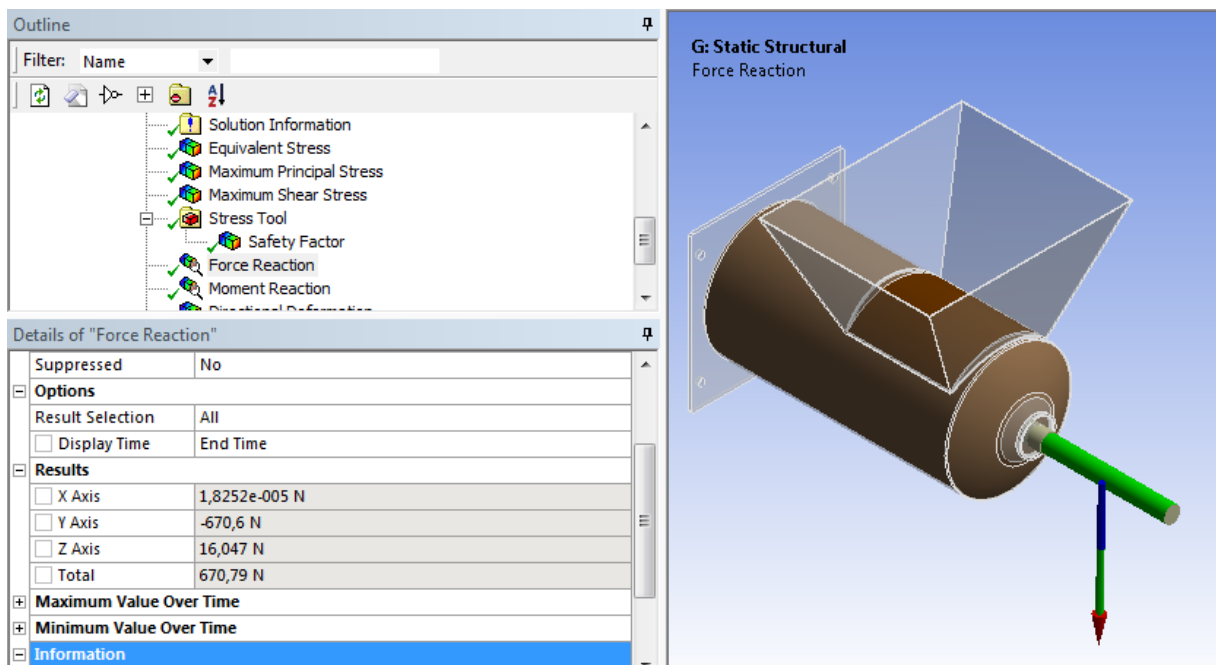 Outline
Filter: Name
Solution Information
Equivalent Stress
Maximum Principal Stress
Maximum Shear Stress
Stress Tool
Safety Factor
Force Reaction
Moment Reaction
Directional Deformation
Details of "Force Reaction"
Suppressed No
Options
Result Selection All
Display Time End Time
Results
X Axis 1,8252e-005 N
Y Axis -670,6 N
Z Axis 16,047 N
Total 670,79 N
Maximum Value Over Time
Minimum Value Over Time
Information
G: Static Structural
Force Reaction